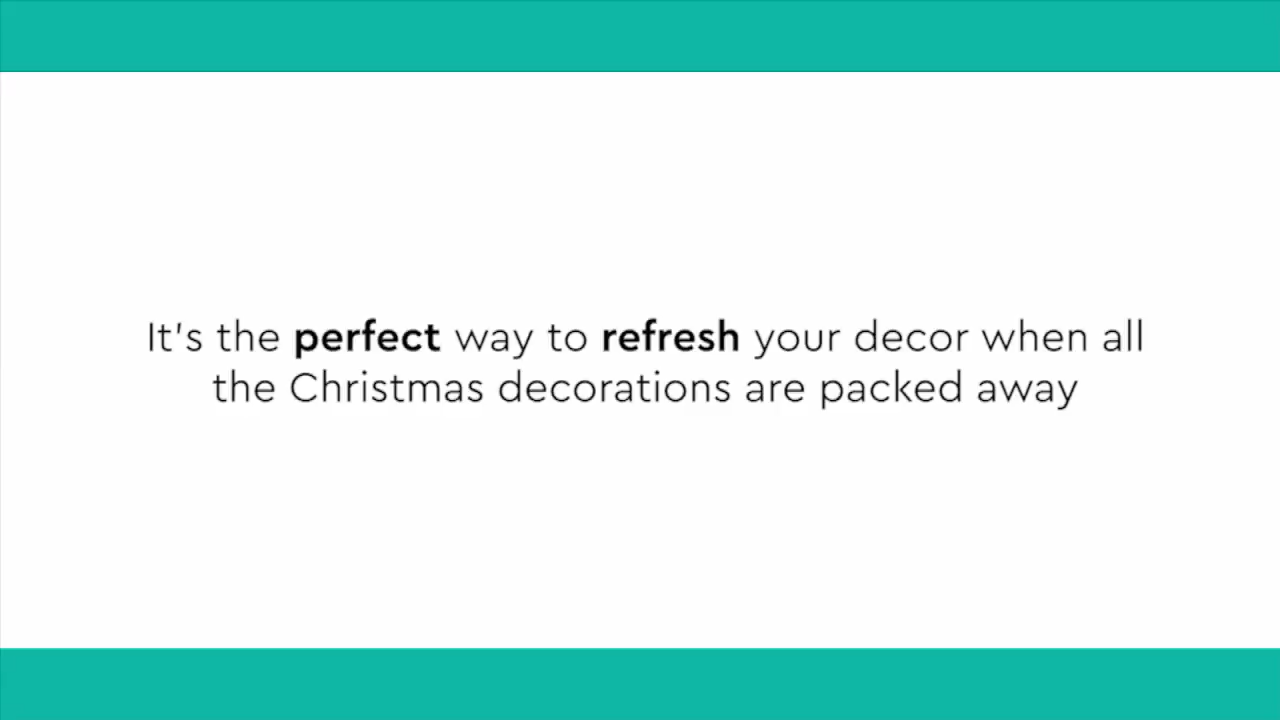 It's the perfect way to refresh your decor when all
the Christmas decorations are packed away